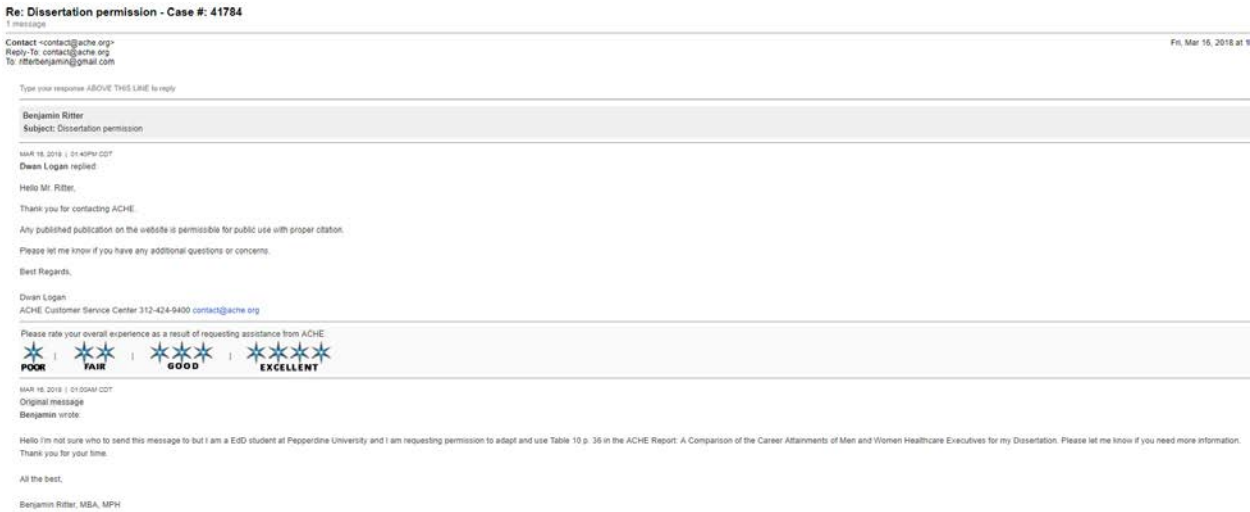 Re: Dissertation permission - Case #: 41784
1 message
Contact <contact@ache.org>
Fri, Mar 16, 2018 at
Reply-To: contact@ache.org
To: ritterbenjamin@gmail.com
Type your response ABOVE THIS LINE to reply
Benjamin Ritter
Subject: Dissertation permission
MAR 16, 2018 | 01:40PM CDT
Dwan Logan replied:
Hello Mr. Ritter,
Thank you for contacting ACHE.
Any published publication on the website is permissible for public use with proper citation.
Please let me know if you have any additional questions or concerns.
Best Regards,
Dwan Logan
ACHE Customer Service Center 312-424-9400 contact@ache.org
Please rate your overall experience as a result of requesting assistance from ACHE.
POOR | FAIR | GOOD | EXCELLENT
MAR 16, 2018 | 01:00AM CDT
Original message
Benjamin wrote:
Hello I'm not sure who to send this message to but I am a EdD student at Pepperdine University and I am requesting permission to adapt and use Table 10 p. 36 in the ACHE Report: A Comparison of the Career Attainments of Men and Women Healthcare Executives for my Dissertation. Please let me know if you need more information.
Thank you for your time.
All the best,
Benjamin Ritter, MBA, MPH